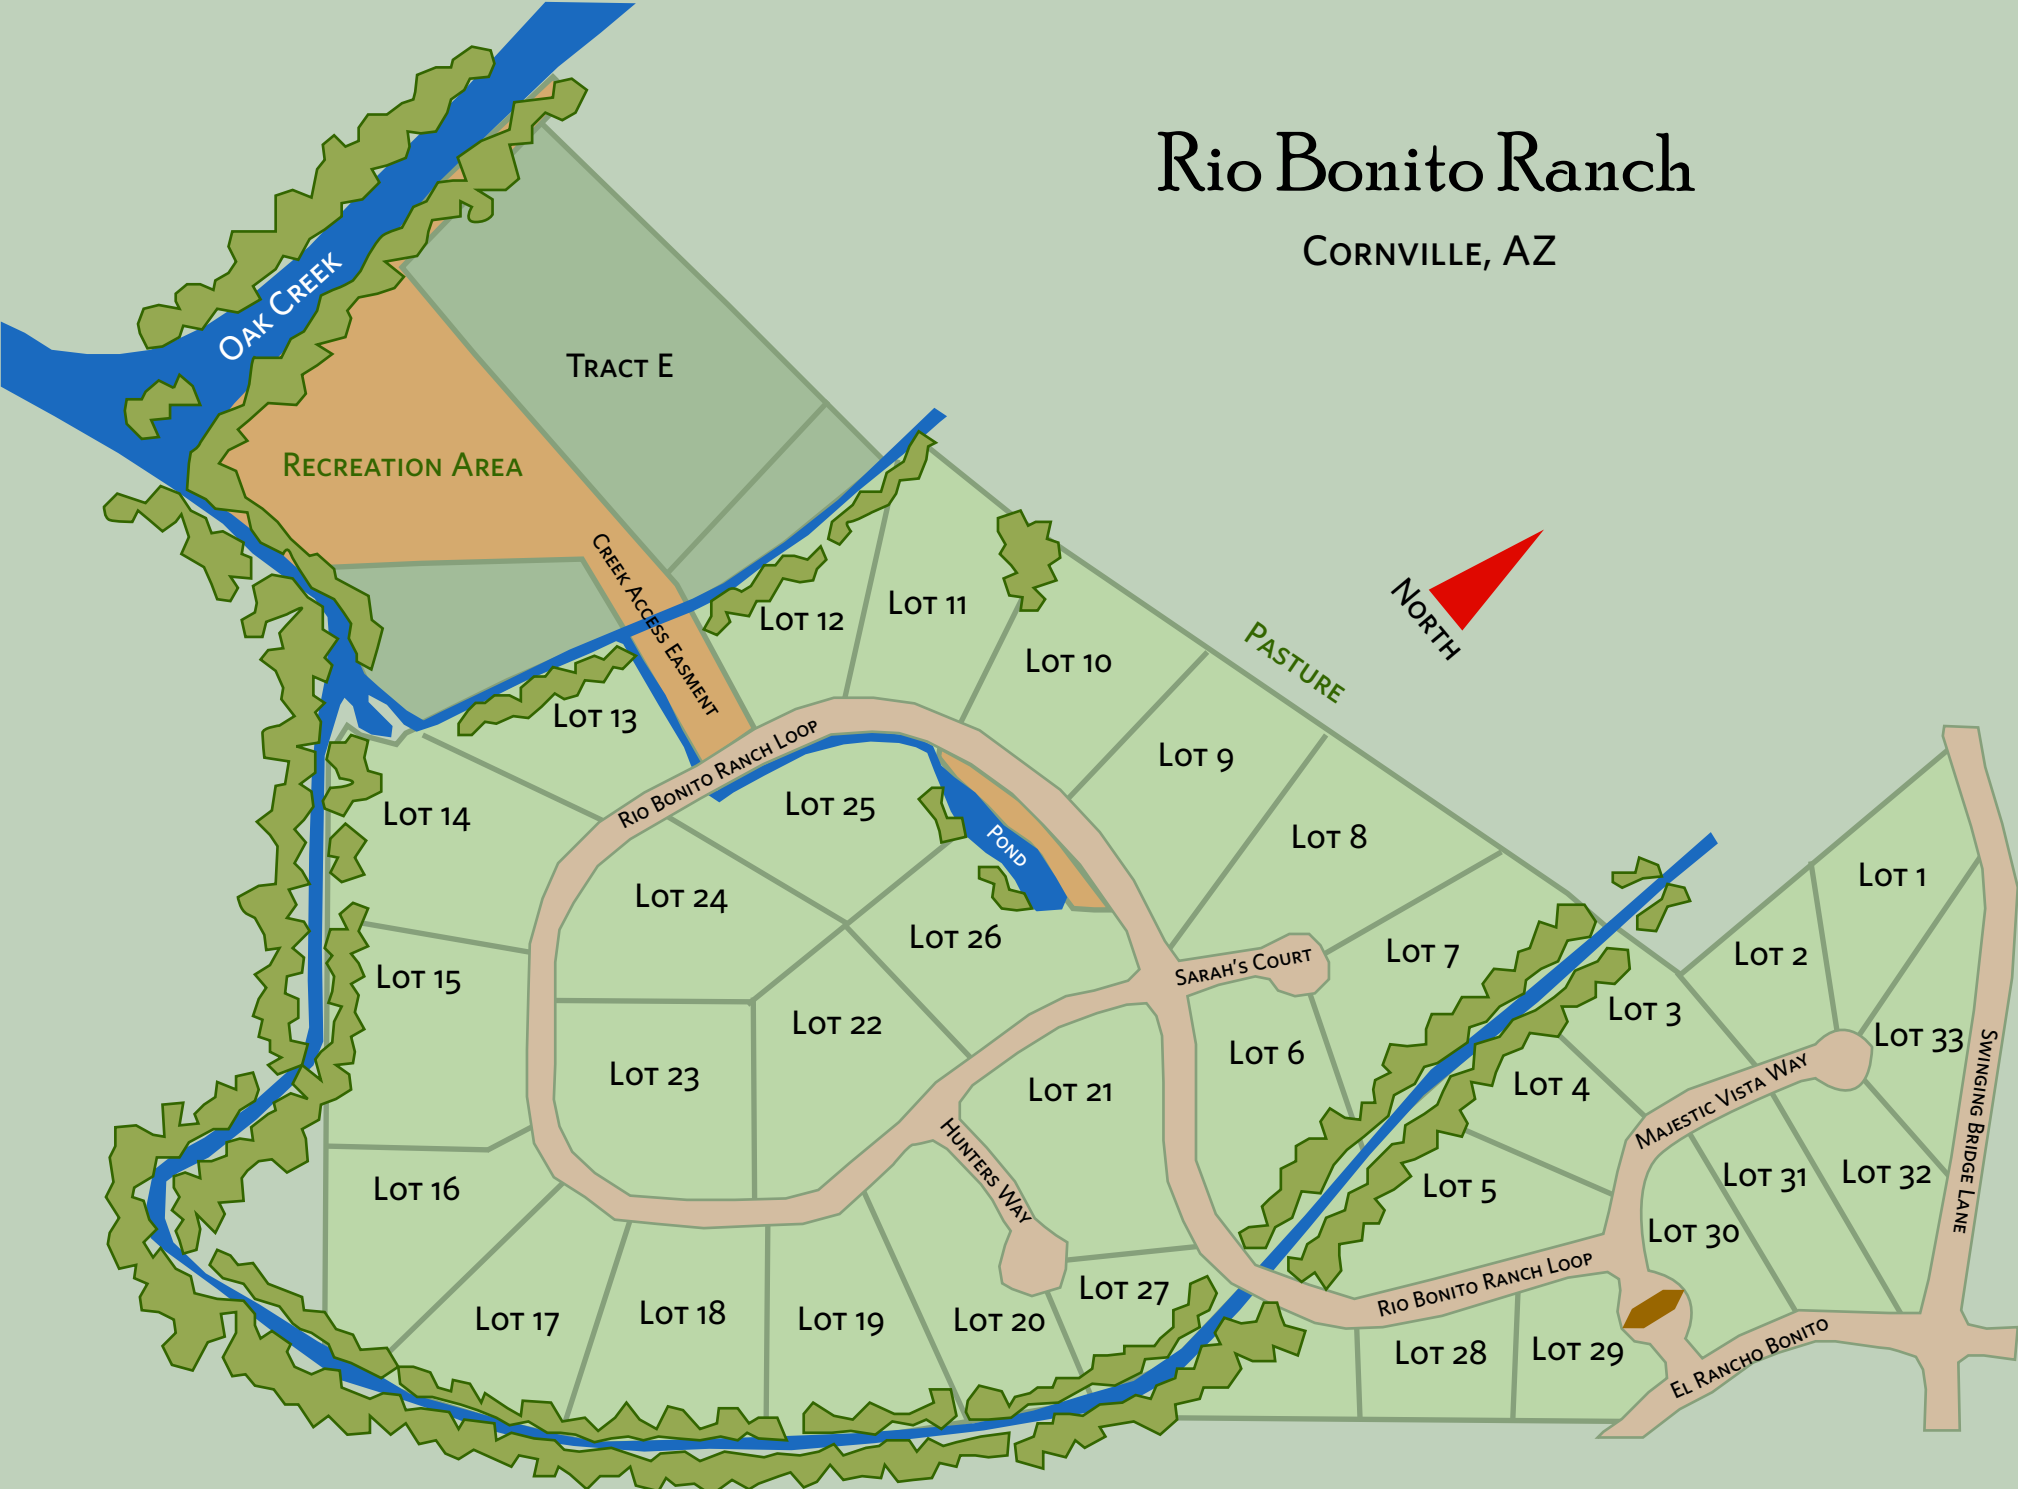 Rio Bonito Ranch
Cornville, AZ
Oak Creek
Tract E
Recreation Area
Creek Access Easment
North
Pasture
Lot 12
Lot 11
Lot 10
Lot 13
Lot 9
Lot 14
Rio Bonito Ranch Loop
Lot 25
Pond
Lot 8
Lot 1
Lot 24
Lot 26
Lot 7
Lot 2
Lot 15
Sarah's Court
Lot 3
Lot 22
Lot 33
Swinging Bridge Lane
Lot 23
Lot 6
Lot 21
Lot 4
Majestic Vista Way
Hunters Way
Lot 16
Lot 5
Lot 31
Lot 32
Lot 30
Lot 17
Lot 18
Lot 19
Lot 20
Lot 27
Rio Bonito Ranch Loop
Lot 28
Lot 29
El Rancho Bonito